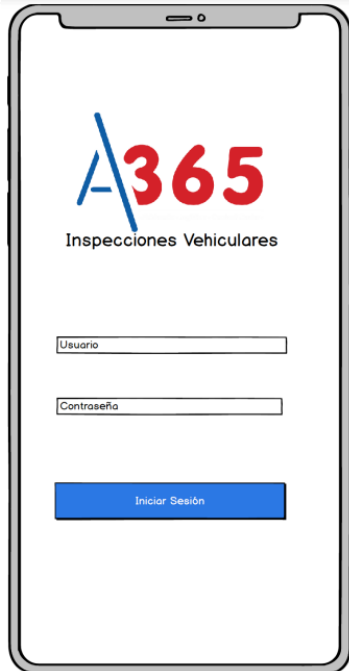 A365
Inspecciones Vehiculares
Usuario
Contraseña
Iniciar Sesión